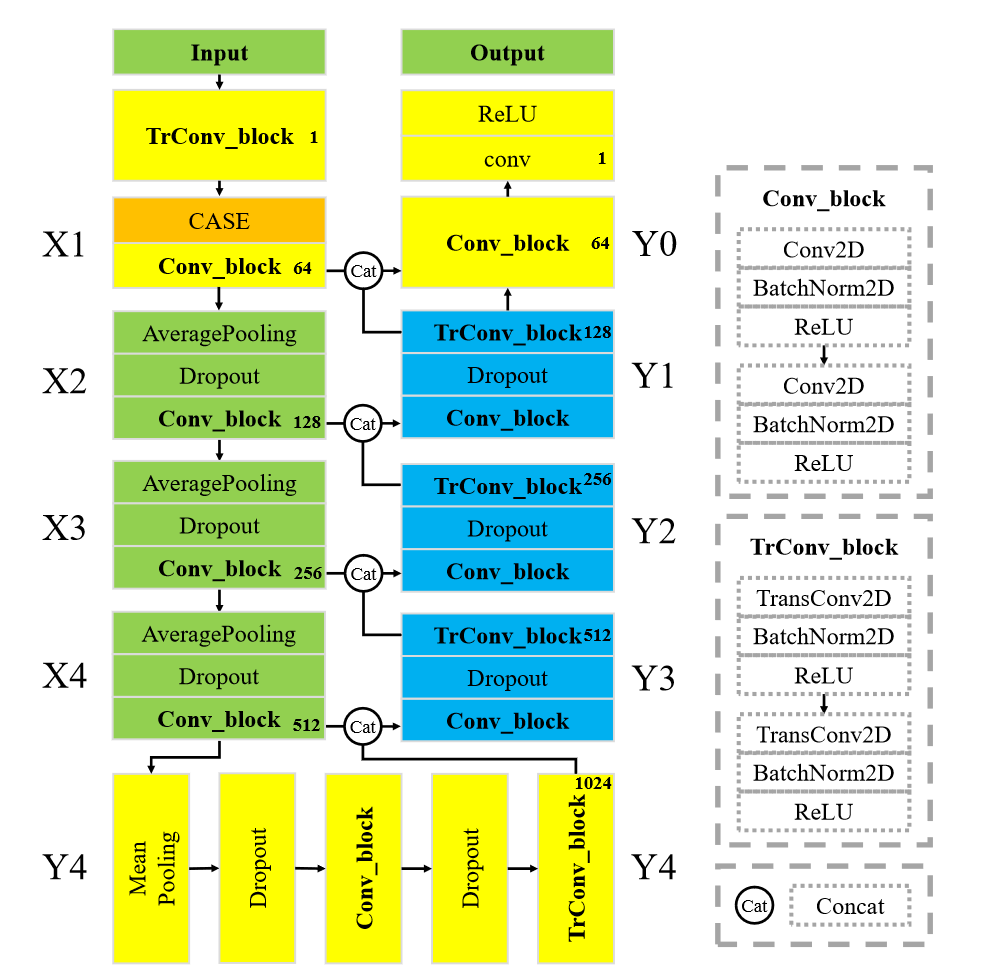 Input
TrConv_block 1
X1
CASE
Conv_block 64
Cat
X2
AveragePooling
Dropout
Conv_block 128
Cat
X3
AveragePooling
Dropout
Conv_block 256
Cat
X4
AveragePooling
Dropout
Conv_block 512
Cat
Y4
Mean
Pooling
Dropout
Conv_block
Dropout
TrConv_block
1024
Y4
Output
ReLU
conv 1
Conv_block 64
Y0
TrConv_block 128
Dropout
Conv_block
Y1
TrConv_block 256
Dropout
Conv_block
Y2
TrConv_block 512
Dropout
Conv_block
Y3
Conv_block
Conv2D
BatchNorm2D
ReLU
Conv2D
BatchNorm2D
ReLU
TrConv_block
TransConv2D
BatchNorm2D
ReLU
TransConv2D
BatchNorm2D
ReLU
Cat Concat